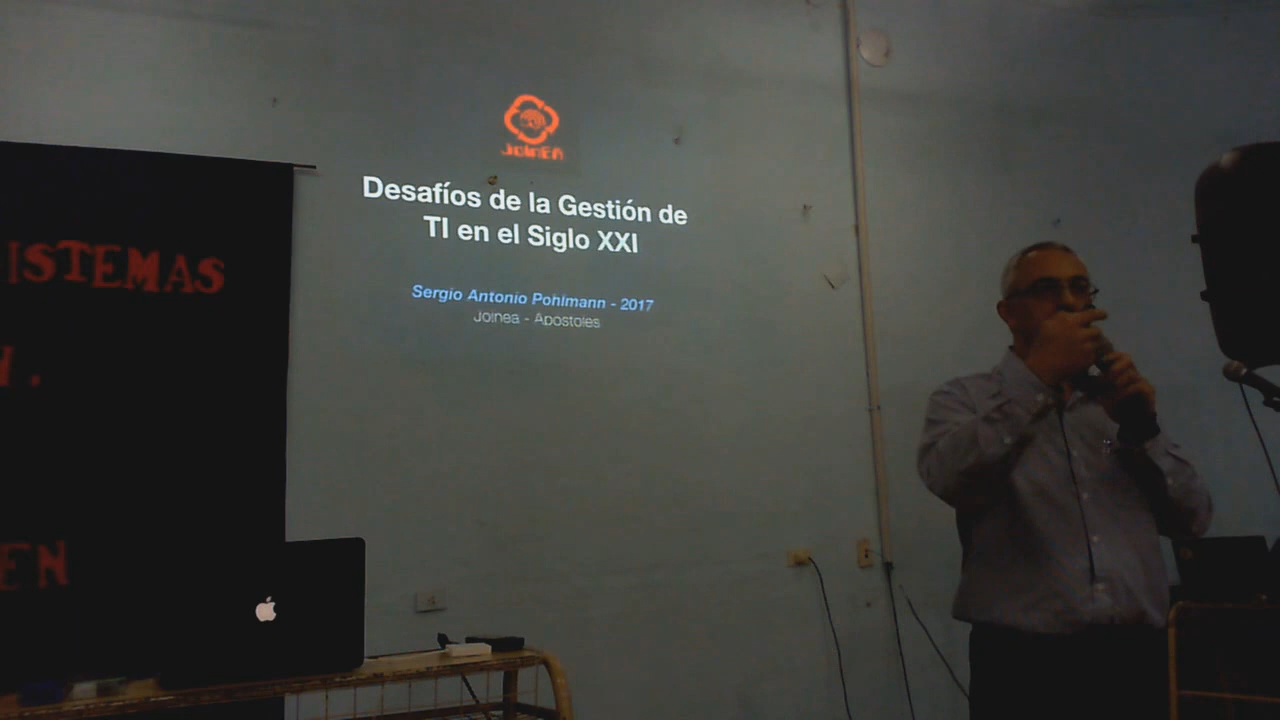 JoinEA
Desafíos de la Gestión de
TI en el Siglo XXI
Sergio Antonio Pohlmann - 2017
Joinea - Apostoles
ISTEMAS
EN